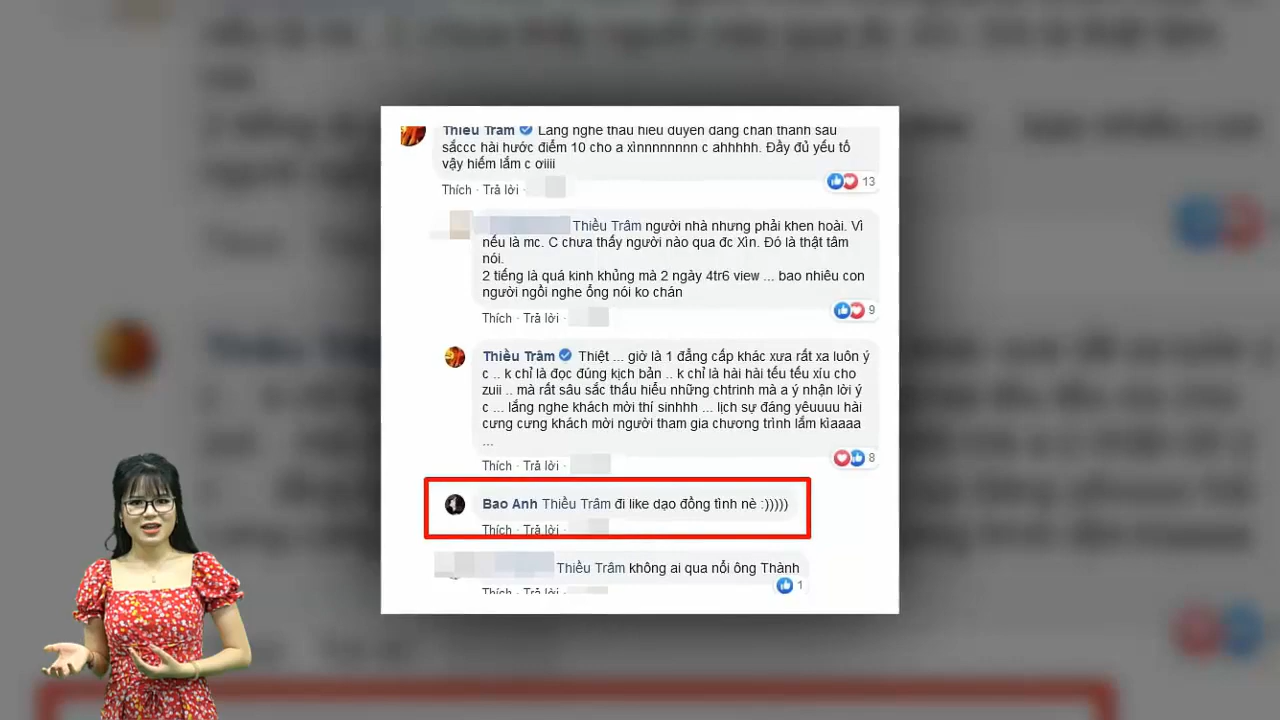 Thiều Trâm Lắng nghe thấu hiểu duyên dáng chân thành sâu
sắccc hài hước điểm 10 cho a xìnnnnnnnn c ahhhhh. Đầy đủ yếu tố
vậy hiếm lắm c ơiiii
Thích · Trả lời ·
13
Thiều Trâm người nhà nhưng phải khen hoài. Vì
nếu là mc. C chưa thấy người nào qua đc Xìn. Đó là thật tâm
nói.
2 tiếng là quá kinh khủng mà 2 ngày 4tr6 view ... bao nhiêu con
người ngồi nghe ổng nói ko chán
9
Thích · Trả lời ·
Thiều Trâm Thiệt ... giờ là 1 đẳng cấp khác xưa rất xa luôn ý
c .. k chỉ là đọc đúng kịch bản .. k chỉ là hài hài tếu tếu xíu cho
zuii .. mà rất sâu sắc thấu hiểu những chtrinh mà a ý nhận lời ý
c ... lắng nghe khách mời thí sinhhh ... lịch sự đáng yêuuuu hài
cưng cưng khách mời người tham gia chương trình lắm kìaaaa
...
8
Thích · Trả lời ·
Bao Anh Thiều Trâm đi like dạo đồng tình nè :)))))
Thích · Trả lời ·
Thiều Trâm không ai qua nổi ông Thành
1
Thích · Trả lời ·